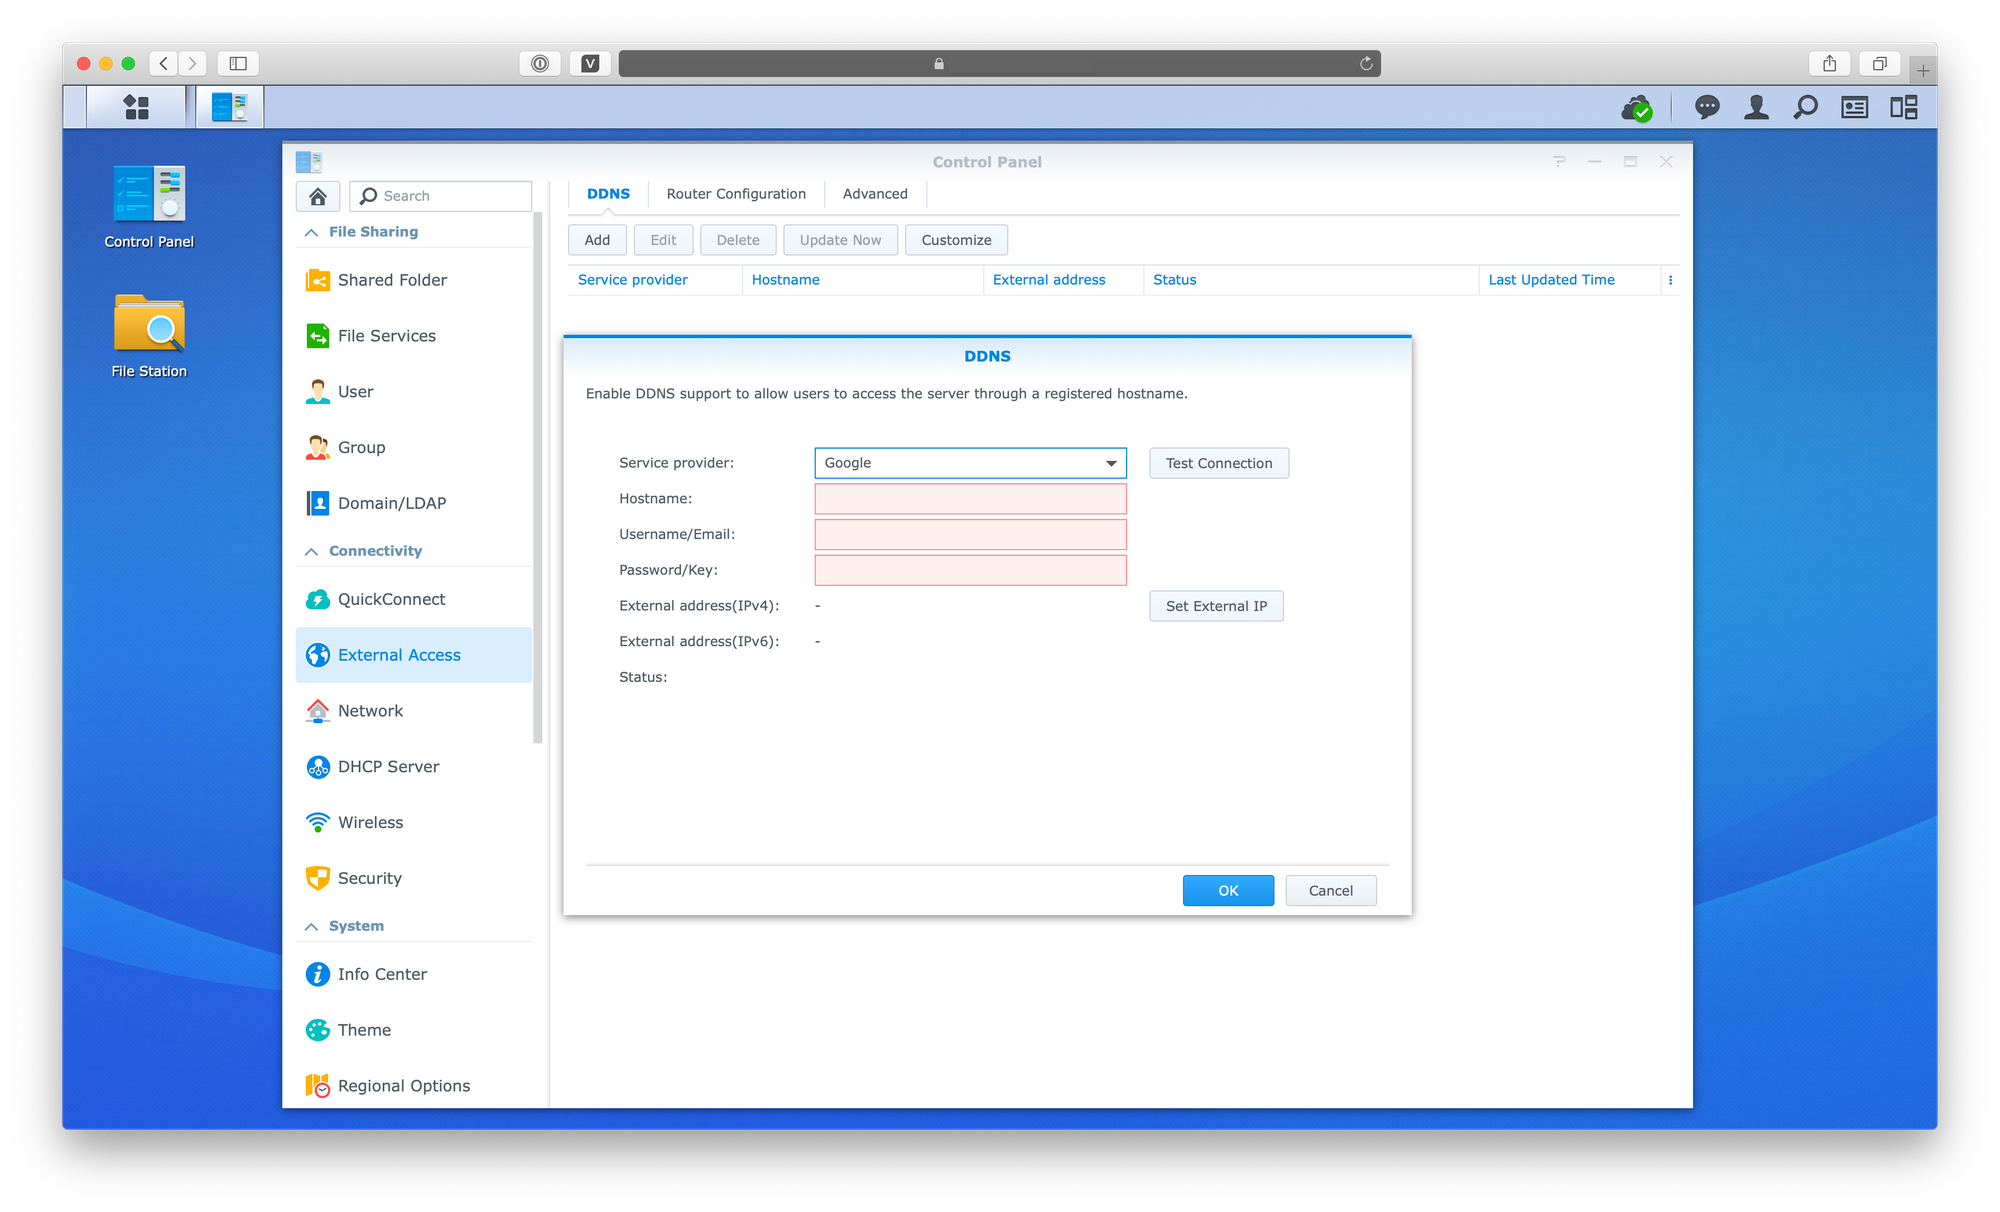 V
Control Panel
File Station
Control Panel
Search
File Sharing
Shared Folder
File Services
User
Group
Domain/LDAP
Connectivity
QuickConnect
External Access
Network
DHCP Server
Wireless
Security
System
Info Center
Theme
Regional Options
DDNS Router Configuration Advanced
Add Edit Delete Update Now Customize
Service provider Hostname External address Status Last Updated Time
DDNS
Enable DDNS support to allow users to access the server through a registered hostname.
Service provider: Google Test Connection
Hostname:
Username/Email:
Password/Key:
External address(IPv4): - Set External IP
External address(IPv6): -
Status:
OK Cancel